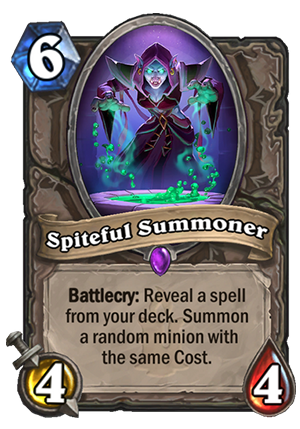 6
Spiteful Summoner
Battlecry: Reveal a spell
from your deck. Summon
a random minion with
the same Cost.
4
4